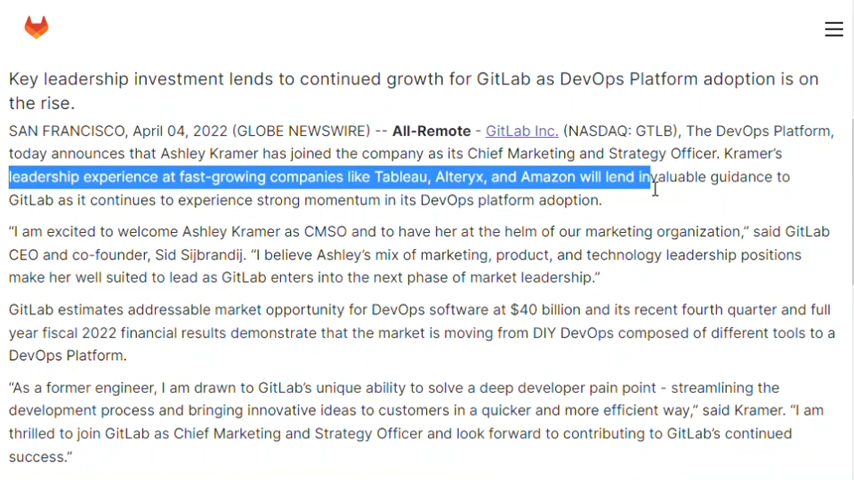 Key leadership investment lends to continued growth for GitLab as DevOps Platform adoption is on
the rise.
SAN FRANCISCO, April 04, 2022 (GLOBE NEWSWIRE) -- All-Remote - GitLab Inc. (NASDAQ: GTLB), The DevOps Platform,
today announces that Ashley Kramer has joined the company as its Chief Marketing and Strategy Officer. Kramer’s
leadership experience at fast-growing companies like Tableau, Alteryx, and Amazon will lend invaluable guidance to
GitLab as it continues to experience strong momentum in its DevOps platform adoption.
“I am excited to welcome Ashley Kramer as CMSO and to have her at the helm of our marketing organization,” said GitLab
CEO and co-founder, Sid Sijbrandij. “I believe Ashley’s mix of marketing, product, and technology leadership positions
make her well suited to lead as GitLab enters into the next phase of market leadership.”
GitLab estimates addressable market opportunity for DevOps software at $40 billion and its recent fourth quarter and full
year fiscal 2022 financial results demonstrate that the market is moving from DIY DevOps composed of different tools to a
DevOps Platform.
“As a former engineer, I am drawn to GitLab’s unique ability to solve a deep developer pain point - streamlining the
development process and bringing innovative ideas to customers in a quicker and more efficient way,” said Kramer. “I am
thrilled to join GitLab as Chief Marketing and Strategy Officer and look forward to contributing to GitLab’s continued
success.”